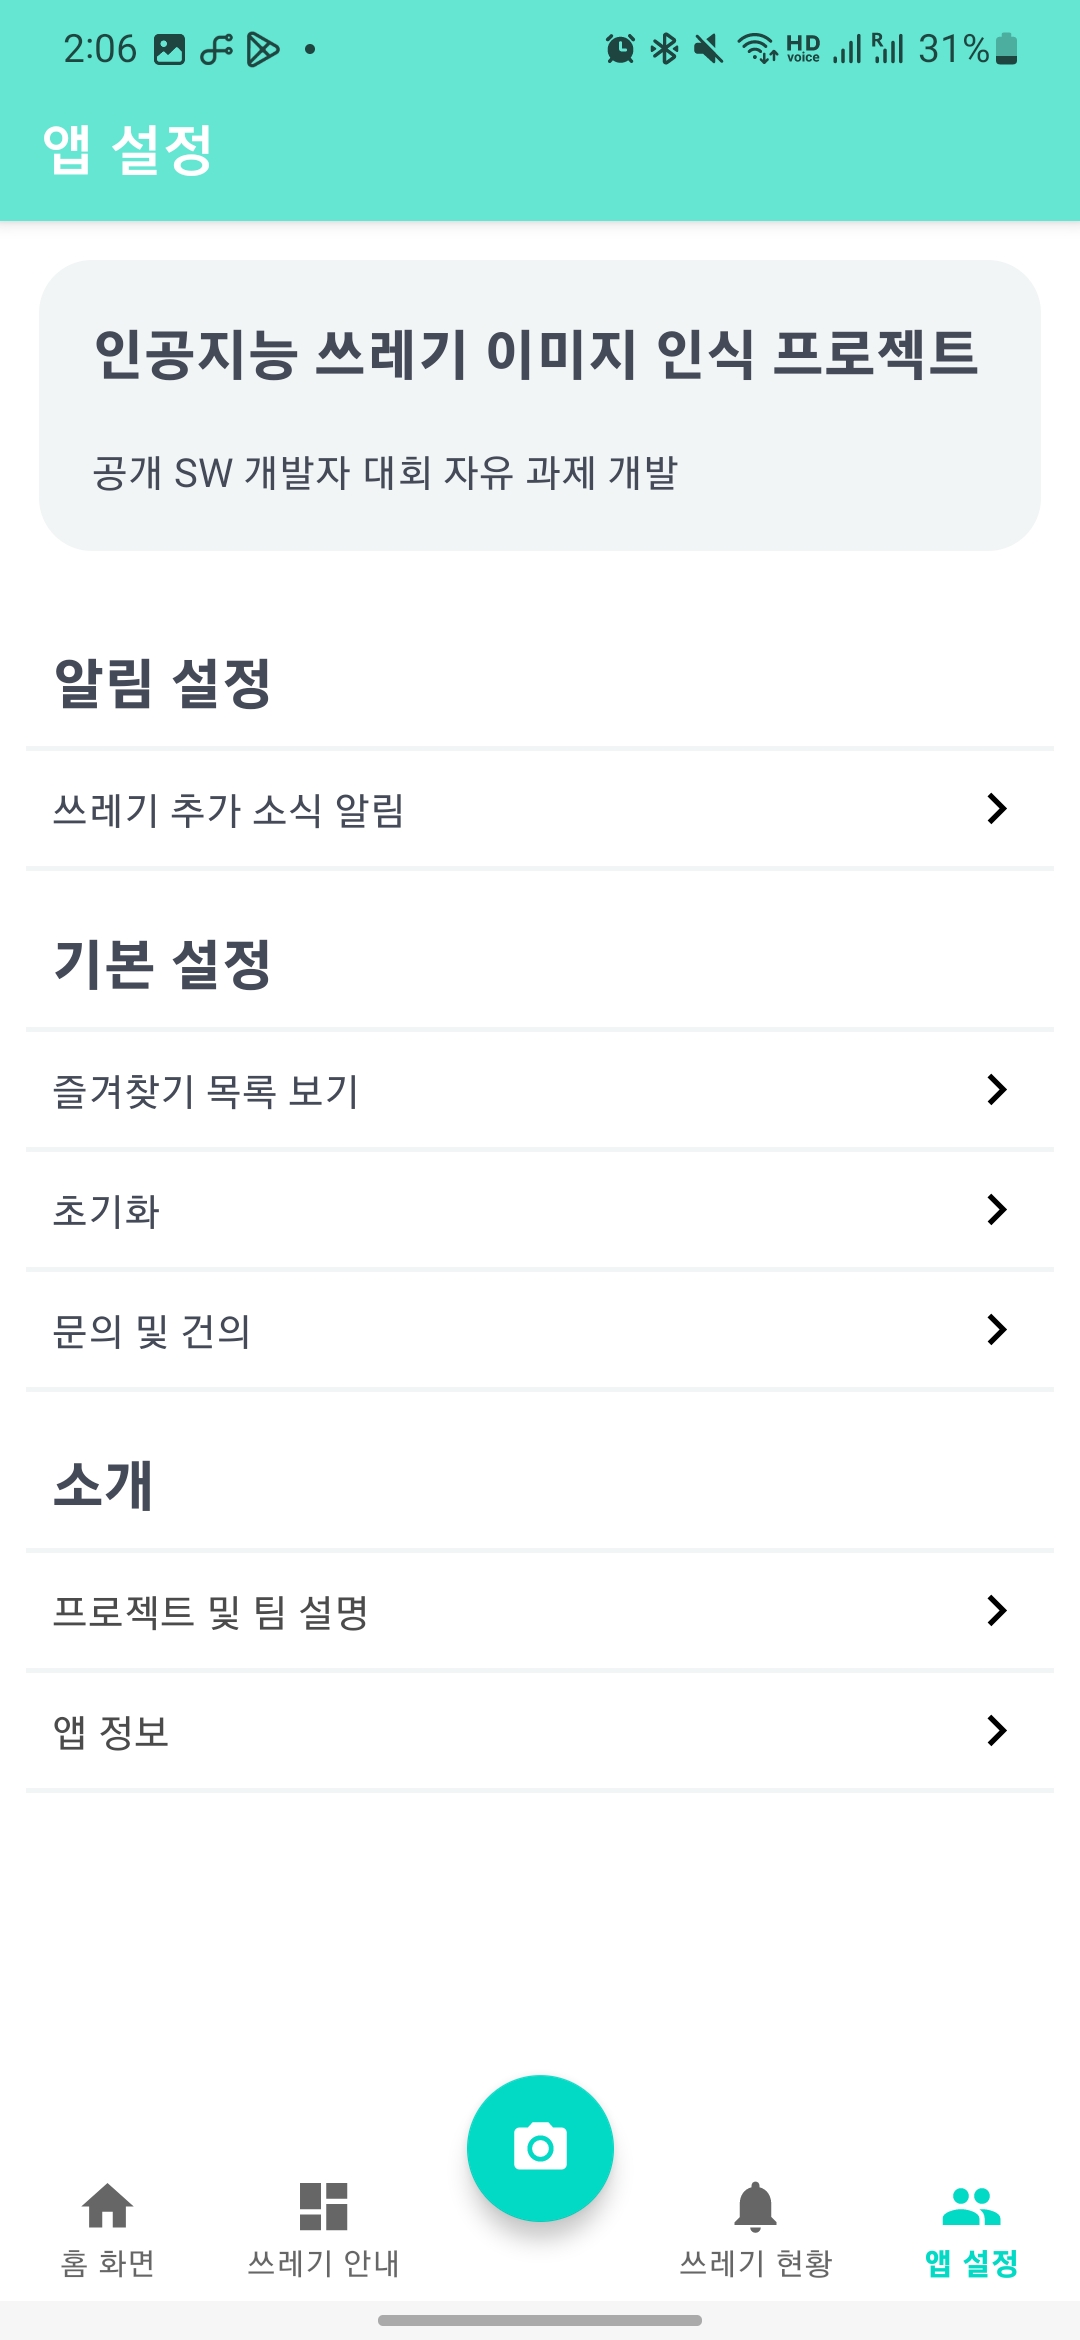 2:06
HD voice R 31%
앱 설정
인공지능 쓰레기 이미지 인식 프로젝트
공개 SW 개발자 대회 자유 과제 개발
알림 설정
쓰레기 추가 소식 알림
기본 설정
즐겨찾기 목록 보기
초기화
문의 및 건의
소개
프로젝트 및 팀 설명
앱 정보
홈 화면
쓰레기 안내
쓰레기 현황
앱 설정